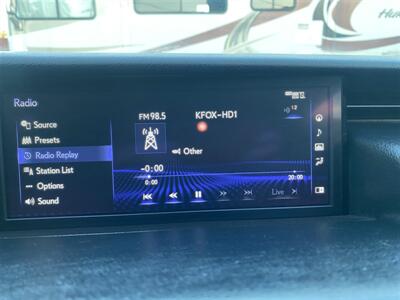 Radio
Source
Presets
Radio Replay
Station List
Options
Sound
FM 98.5
KFOX-HD1
12
Other
-0:00
0:00
20:00
Live